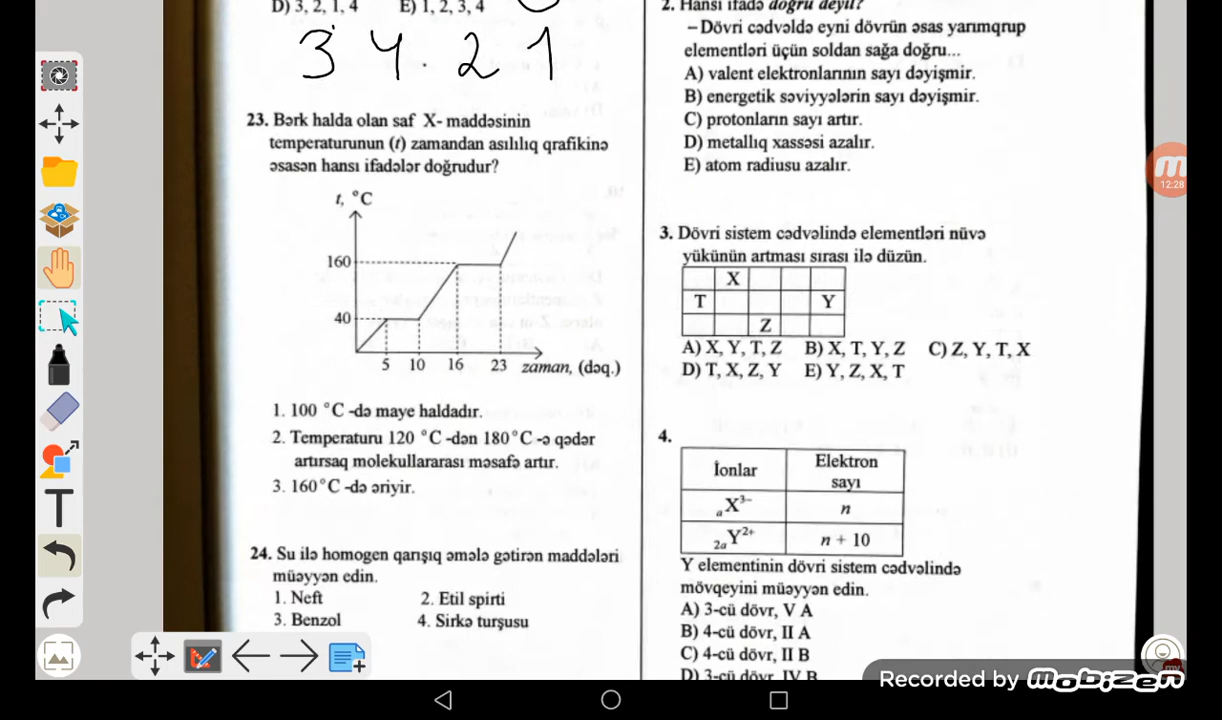 D) 3, 2, 1, 4 E) 1, 2, 3, 4
3 4 2 1
23. Bərk halda olan saf X- maddəsinin
temperaturunun (t) zamandan asılılıq qrafikinə
əsasən hansı ifadələr doğrudur?
t, °C
160
40
5 10 16 23 zaman, (dəq.)
1. 100 °C -də maye haldadır.
2. Temperaturu 120 °C -dən 180°C -ə qədər
artırsaq molekullararası məsafə artır.
3. 160°C -də əriyir.
24. Su ilə homogen qarışıq əmələ gətirən maddələri
müəyyən edin.
1. Neft 2. Etil spirti
3. Benzol 4. Sirkə turşusu
2. Hansı ifadə doğru deyil?
– Dövri cədvəldə eyni dövrün əsas yarımqrup
elementləri üçün soldan sağa doğru...
A) valent elektronlarının sayı dəyişmir.
B) energetik səviyyələrin sayı dəyişmir.
C) protonların sayı artır.
D) metallıq xassəsi azalır.
E) atom radiusu azalır.
3. Dövri sistem cədvəlində elementləri nüvə
yükünün artması sırası ilə düzün.
X
T Y
Z
A) X, Y, T, Z B) X, T, Y, Z C) Z, Y, T, X
D) T, X, Z, Y E) Y, Z, X, T
4.
İonlar Elektron
sayı
aX3– n
2aY2+ n + 10
Y elementinin dövri sistem cədvəlində
mövqeyini müəyyən edin.
A) 3-cü dövr, V A
B) 4-cü dövr, II A
C) 4-cü dövr, II B
D) 3-cü dövr, IV B
12:28
T
Recorded by mobizen